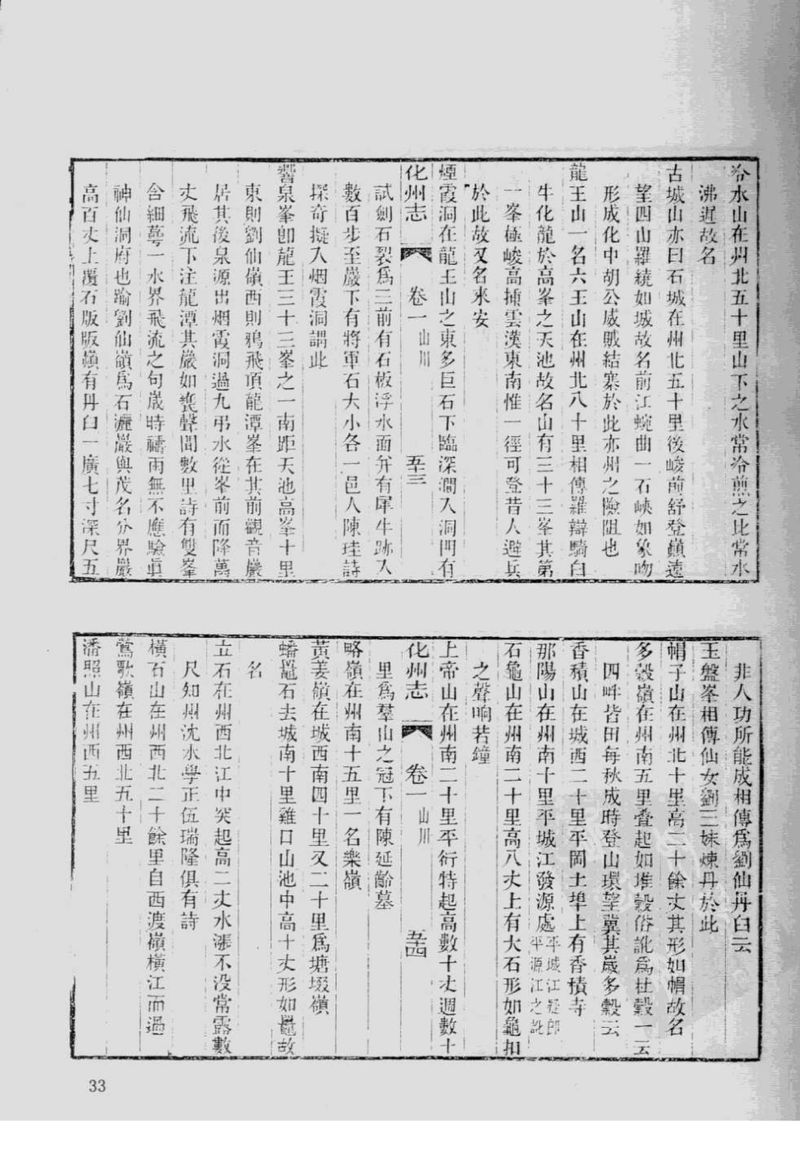 冷水山在州北五十里山下之水常冷煎之比常水
沸遲故名
古城山亦曰石城在州北五十里後峻前舒登巔遠
望四山羅繞如城故名前江蜿曲一石峽如象吻
形成化中胡公威賊結寨於此亦州之險阻也
龍王山一名六王山在州北八十里相傳羅辯騎白
牛化龍於高峯之天池故名山有三十三峯其第
一峯極峻高揷雲漢東南惟一徑可登昔人避兵
於此故又名來安
煙霞洞在龍王山之東多巨石下臨深澗入洞門有
化州志 卷一 山川 五十三
試劍石裂爲三前有石板浮水面弁有犀牛跡入
數百步至巖下有將軍石大小各一邑人陳珪詩
探奇擬入烟霞洞謂此
響泉峯卽龍王三十三峯之一南距天池高峯十里
東則劉仙嶺西則鴉飛頂龍潭峯在其前觀音巖
居其後泉源出烟霞洞過九弔水從峯前而降萬
丈飛流下注龍潭其巖如甕聲聞數里詩有雙峯
含細蕚一水界飛流之句歲時禱雨無不應驗眞
神仙洞府也踰劉仙嶺爲石灑巖與茂名分界巖
高百丈上覆石版版嶺有丹臼一廣七寸深尺五
非人功所能成相傳爲劉仙丹臼云
玉盤峯相傳仙女劉三妹煉丹於此
帽子山在州北十里高二十餘丈其形如帽故名
多穀嶺在州南五里叠起如堆穀俗訛爲杜穀一云
四畔皆田每秋成時登山環望冀其歲多穀云
香積山在城西二十里平岡土埠上有香積寺
那陽山在州南十里平城江發源處平城江疑郎平源江之訛
石龜山在州南二十里高八丈上有大石形如龜扣
之聲响若鐘
上帝山在州南二十里平衍特起高數十丈週數十
化州志 卷一 山川 五十四
里爲羣山之冠下有陳延齡墓
略嶺在州南十五里一名樂嶺
黃姜嶺在城西南四十里又二十里爲塘塅嶺
蟠鼉石去城南十里雞口山池中高十丈形如鼉故
名
立石在州西北江中突起高二丈水漲不没常露數
尺知州沈水學正伍瑞隆俱有詩
橫石山在州西北二十餘里自西渡嶺橫江而過
鶯歌嶺在州西北五十里
潘照山在州西五里
33